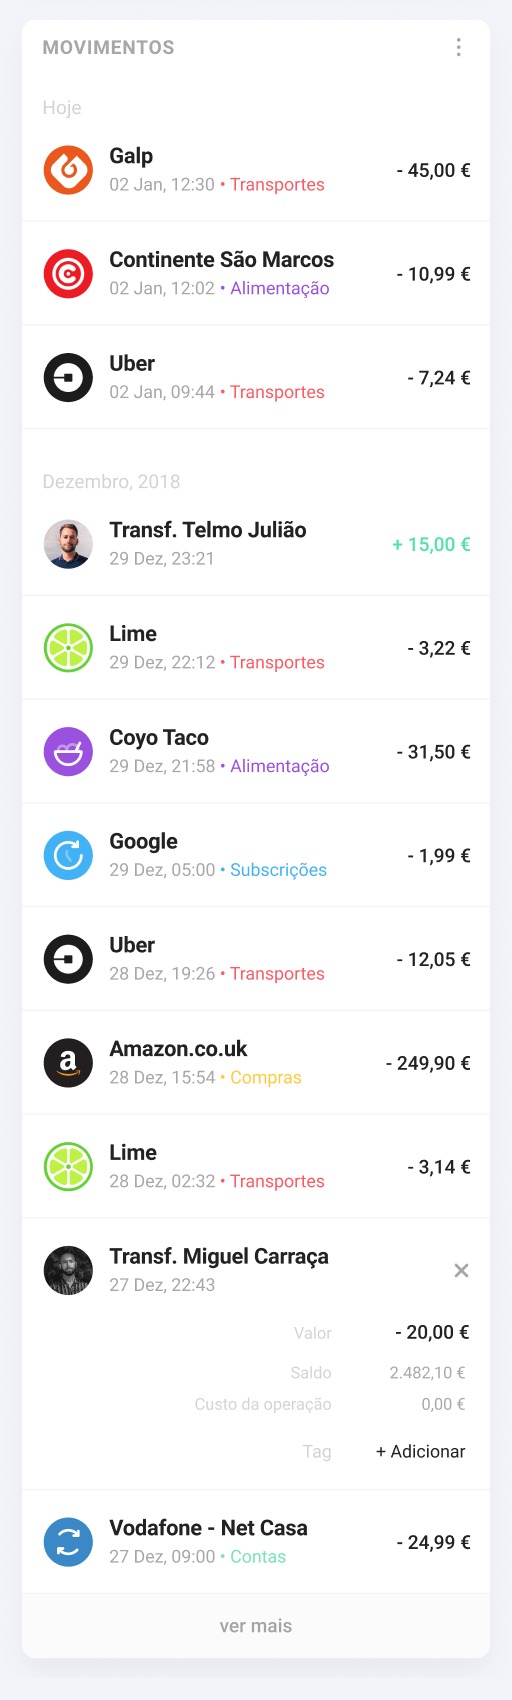 MOVIMENTOS
Hoje
Galp
02 Jan, 12:30 • Transportes
- 45,00 €
Continente São Marcos
02 Jan, 12:02 • Alimentação
- 10,99 €
Uber
02 Jan, 09:44 • Transportes
- 7,24 €
Dezembro, 2018
Transf. Telmo Julião
29 Dez, 23:21
+ 15,00 €
Lime
29 Dez, 22:12 • Transportes
- 3,22 €
Coyo Taco
29 Dez, 21:58 • Alimentação
- 31,50 €
Google
29 Dez, 05:00 • Subscrições
- 1,99 €
Uber
28 Dez, 19:26 • Transportes
- 12,05 €
a
Amazon.co.uk
28 Dez, 15:54 • Compras
- 249,90 €
Lime
28 Dez, 02:32 • Transportes
- 3,14 €
Transf. Miguel Carraça
27 Dez, 22:43
Valor - 20,00 €
Saldo 2.482,10 €
Custo da operação 0,00 €
Tag + Adicionar
Vodafone - Net Casa
27 Dez, 09:00 • Contas
- 24,99 €
ver mais